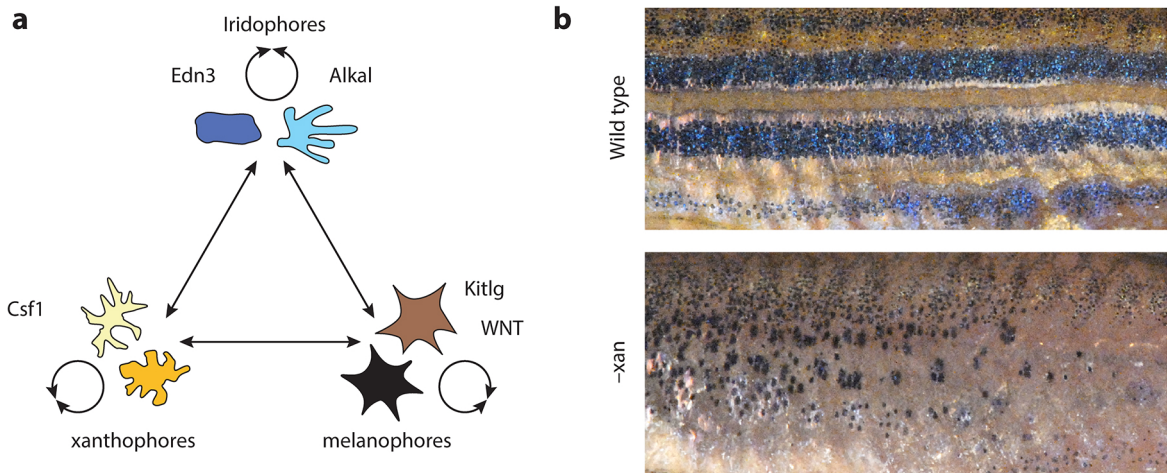 a
Iridophores
Edn3
Alkal
Csf1
Kitlg
WNT
xanthophores
melanophores
b
Wild type
–xan